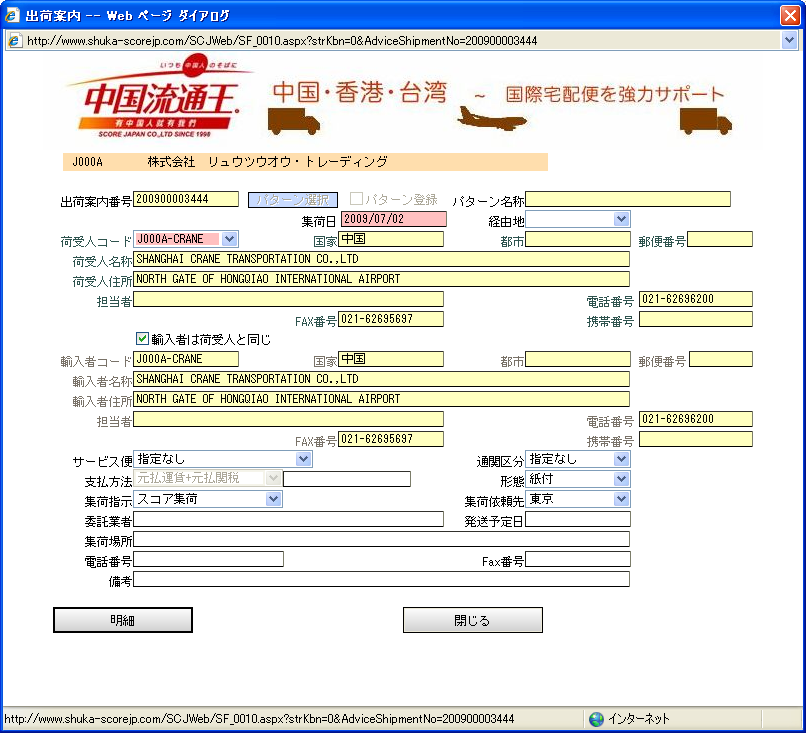 出荷案内 -- Web ページ ダイアログ
http://www.shuka-scorejp.com/SCJWeb/SF_0010.aspx?strKbn=0&AdviceShipmentNo=200900003444
いつも中国人のそばに
中国流通王.
有中国人就有我們
SCORE JAPAN CO.,LTD SINCE 1998
中国・香港・台湾 ～ 国際宅配便を強力サポート
J000A 株式会社 リュウツウオウ・トレーディング
出荷案内番号 200900003444 パターン選択 パターン登録 パターン名称
集荷日 2009/07/02 経由地
荷受人コード J000A-CRANE 国家 中国 都市 郵便番号
荷受人名称 SHANGHAI CRANE TRANSPORTATION CO.,LTD
荷受人住所 NORTH GATE OF HONGQIAO INTERNATIONAL AIRPORT
担当者 電話番号 021-62696200
FAX番号 021-62695697 携帯番号
輸入者は荷受人と同じ
輸入者コード J000A-CRANE 国家 中国 都市 郵便番号
輸入者名称 SHANGHAI CRANE TRANSPORTATION CO.,LTD
輸入者住所 NORTH GATE OF HONGQIAO INTERNATIONAL AIRPORT
担当者 電話番号 021-62696200
FAX番号 021-62695697 携帯番号
サービス便 指定なし 通関区分 指定なし
支払方法 元払運賃+元払関税 形態 紙付
集荷指示 スコア集荷 集荷依頼先 東京
委託業者 発送予定日
集荷場所
電話番号 Fax番号
備考
明細 閉じる
http://www.shuka-scorejp.com/SCJWeb/SF_0010.aspx?strKbn=0&AdviceShipmentNo=200900003444 インターネット